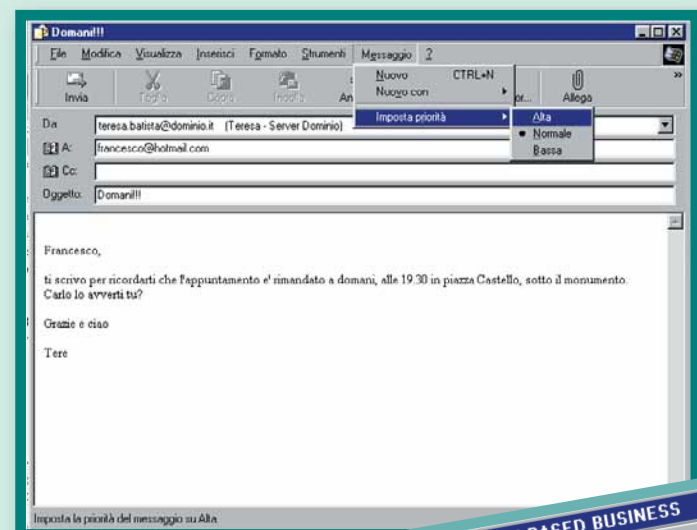 Domani!!!
File Modifica Visualizza Inserisci Formato Strumenti Messaggio ?
Invia Taglia Copia Incolla An or... Allega »
Nuovo CTRL+N
Nuovo con
Imposta priorità
Alta
Normale
Bassa
Da teresa.batista@dominio.it (Teresa - Server Dominio)
A: francesco@hotmail.com
Cc:
Oggetto: Domani!!!
Francesco,
ti scrivo per ricordarti che l'appuntamento e' rimandato a domani, alle 19.30 in piazza Castello, sotto il monumento.
Carlo lo avverti tu?
Grazie e ciao
Tere
Imposta la priorità del messaggio su Alta.
BASED BUSINESS